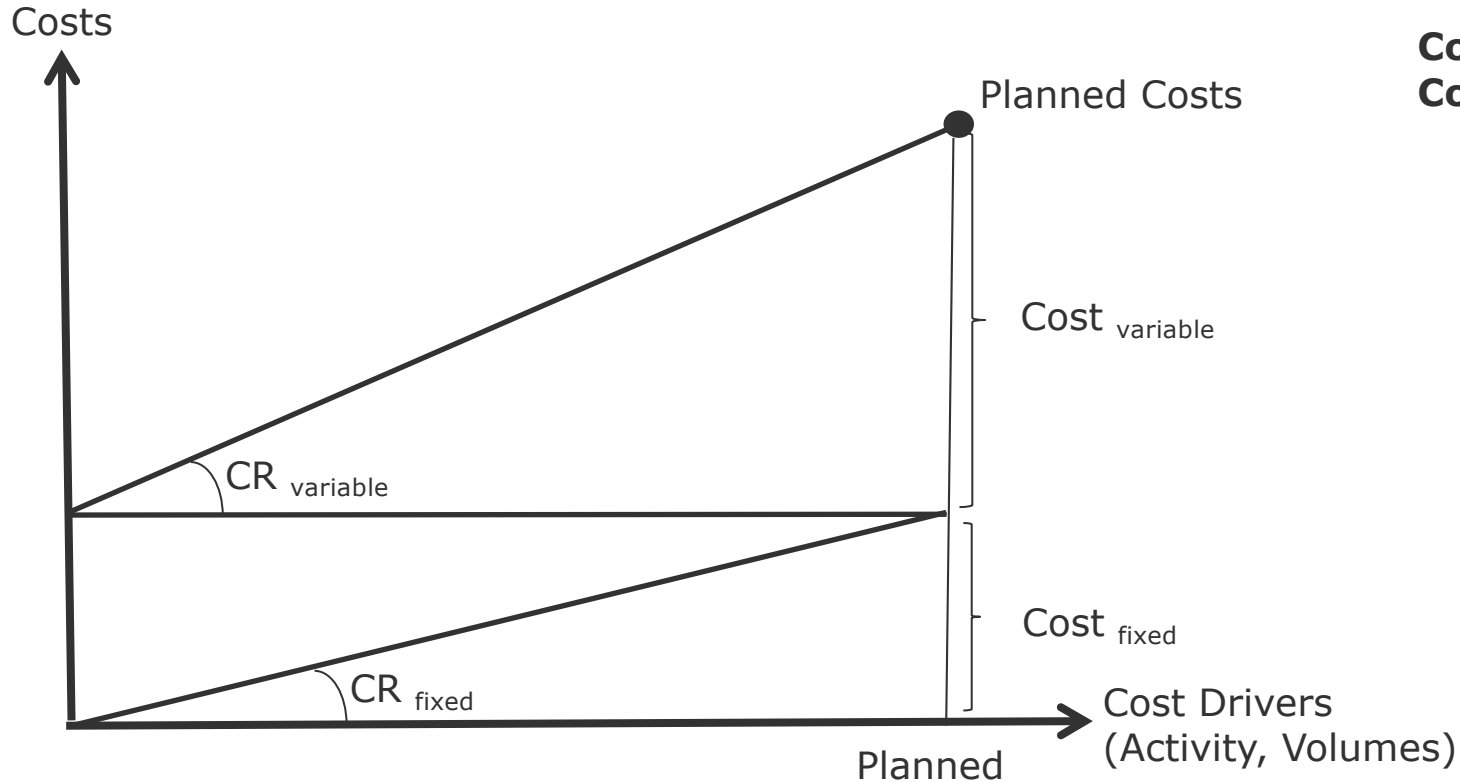 Costs
Planned Costs
Cost variable
CR variable
Cost fixed
CR fixed
Cost Drivers
(Activity, Volumes)
Planned